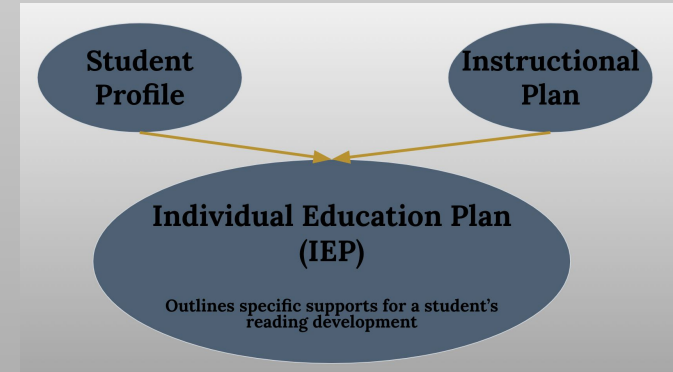 Student
Profile
Instructional
Plan
Individual Education Plan
(IEP)
Outlines specific supports for a student's
reading development